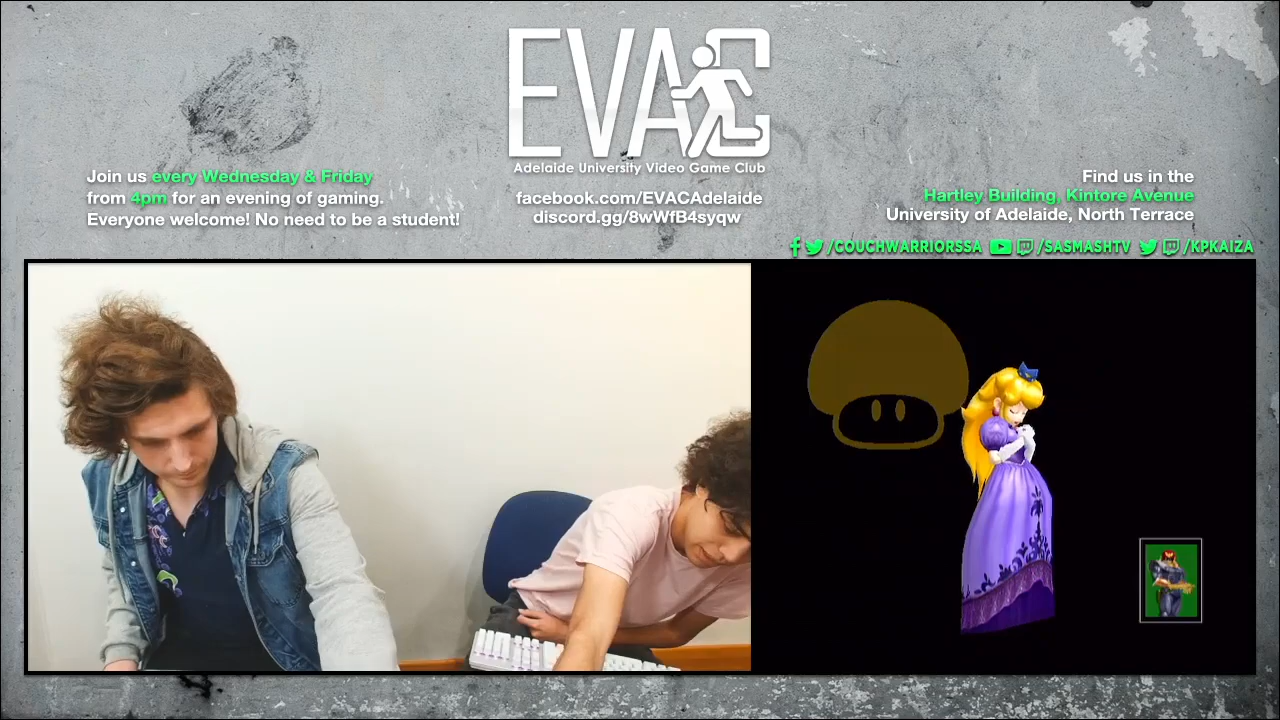 EVAC
Adelaide University Video Game Club
Join us every Wednesday & Friday
from 4pm for an evening of gaming.
Everyone welcome! No need to be a student!
facebook.com/EVACAdelaide
discord.gg/8wWfB4syqw
Find us in the
Hartley Building, Kintore Avenue
University of Adelaide, North Terrace
/COUCHWARRIORSSA /SASMASHTV /KPKAIZA